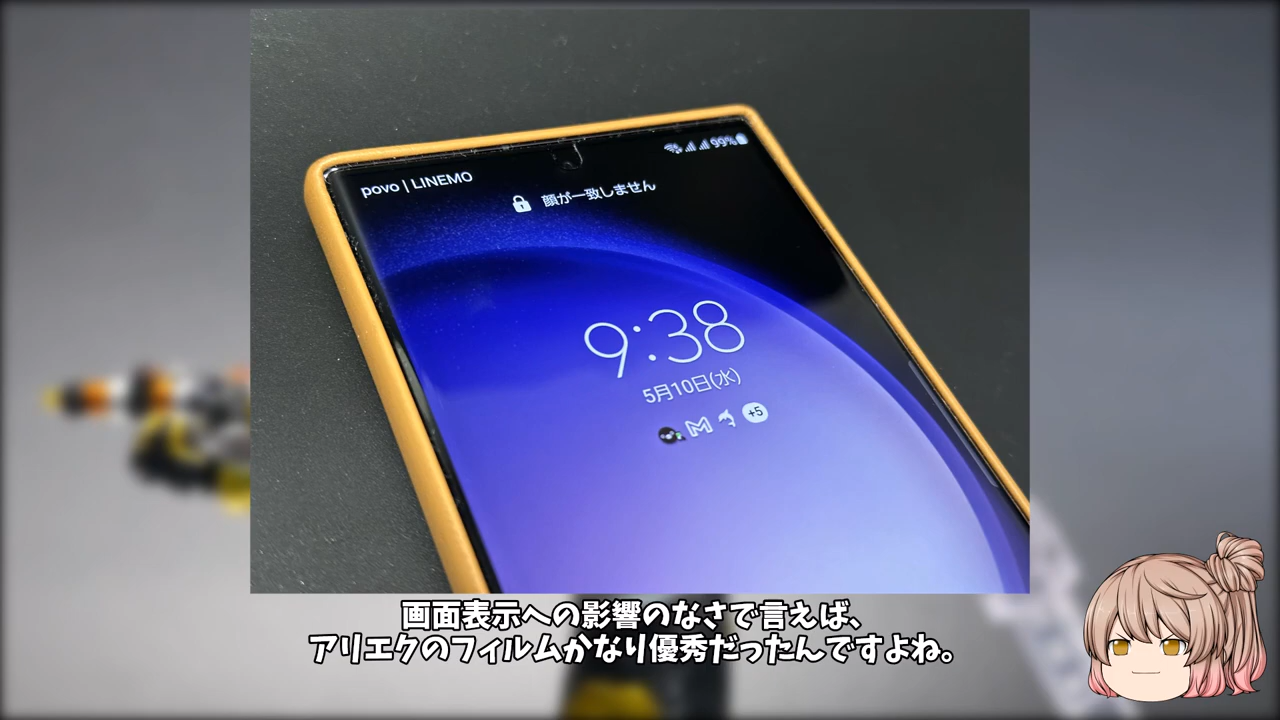 povo | LINEMO
99%
顔が一致しません
9:38
5月10日(水)
+5
画面表示への影響のなさで言えば、
アリエクのフィルムかなり優秀だったんですよね。